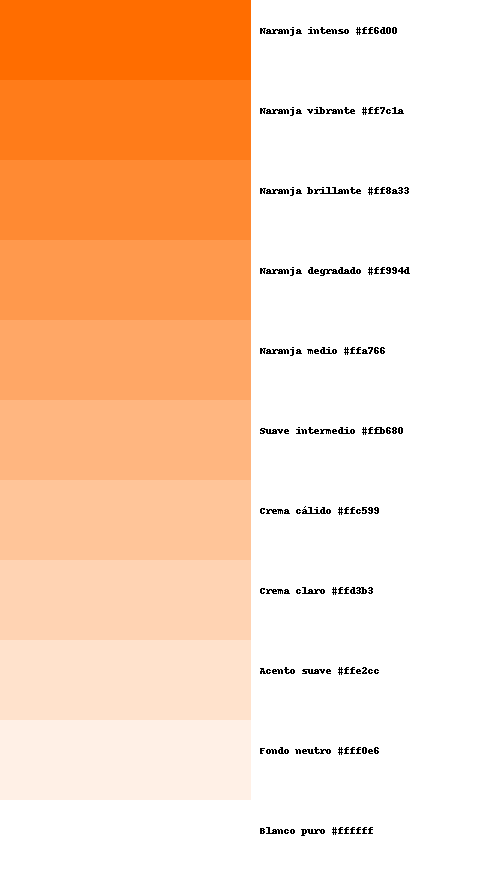 Naranja intenso #ff6d00
Naranja vibrante #ff7c1a
Naranja brillante #ff8a33
Naranja degradado #ff994d
Naranja medio #ffa766
Suave intermedio #ffb680
Crema cálido #ffc599
Crema claro #ffd3b3
Acento suave #ffe2cc
Fondo neutro #fff0e6
Blanco puro #ffffff